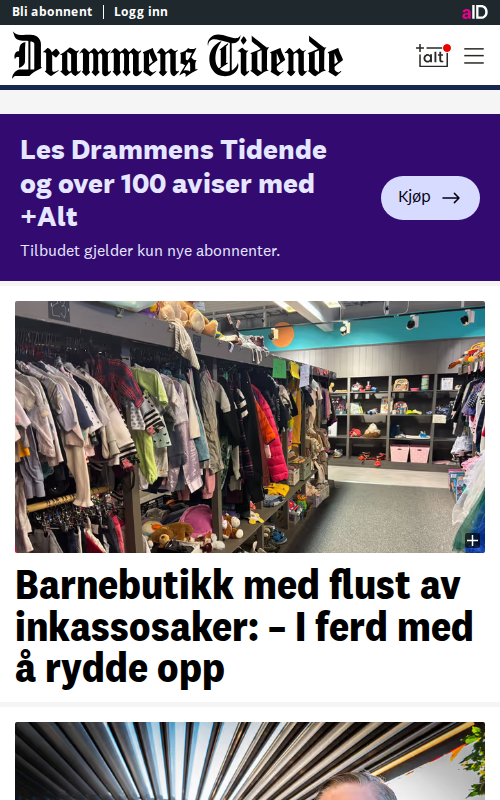 Bli abonnent
Logg inn
aID
Drammens Tidende
+alt
Les Drammens Tidende
og over 100 aviser med
+Alt
Tilbudet gjelder kun nye abonnenter.
Kjøp
Barnebutikk med flust av
inkassosaker: – I ferd med
å rydde opp